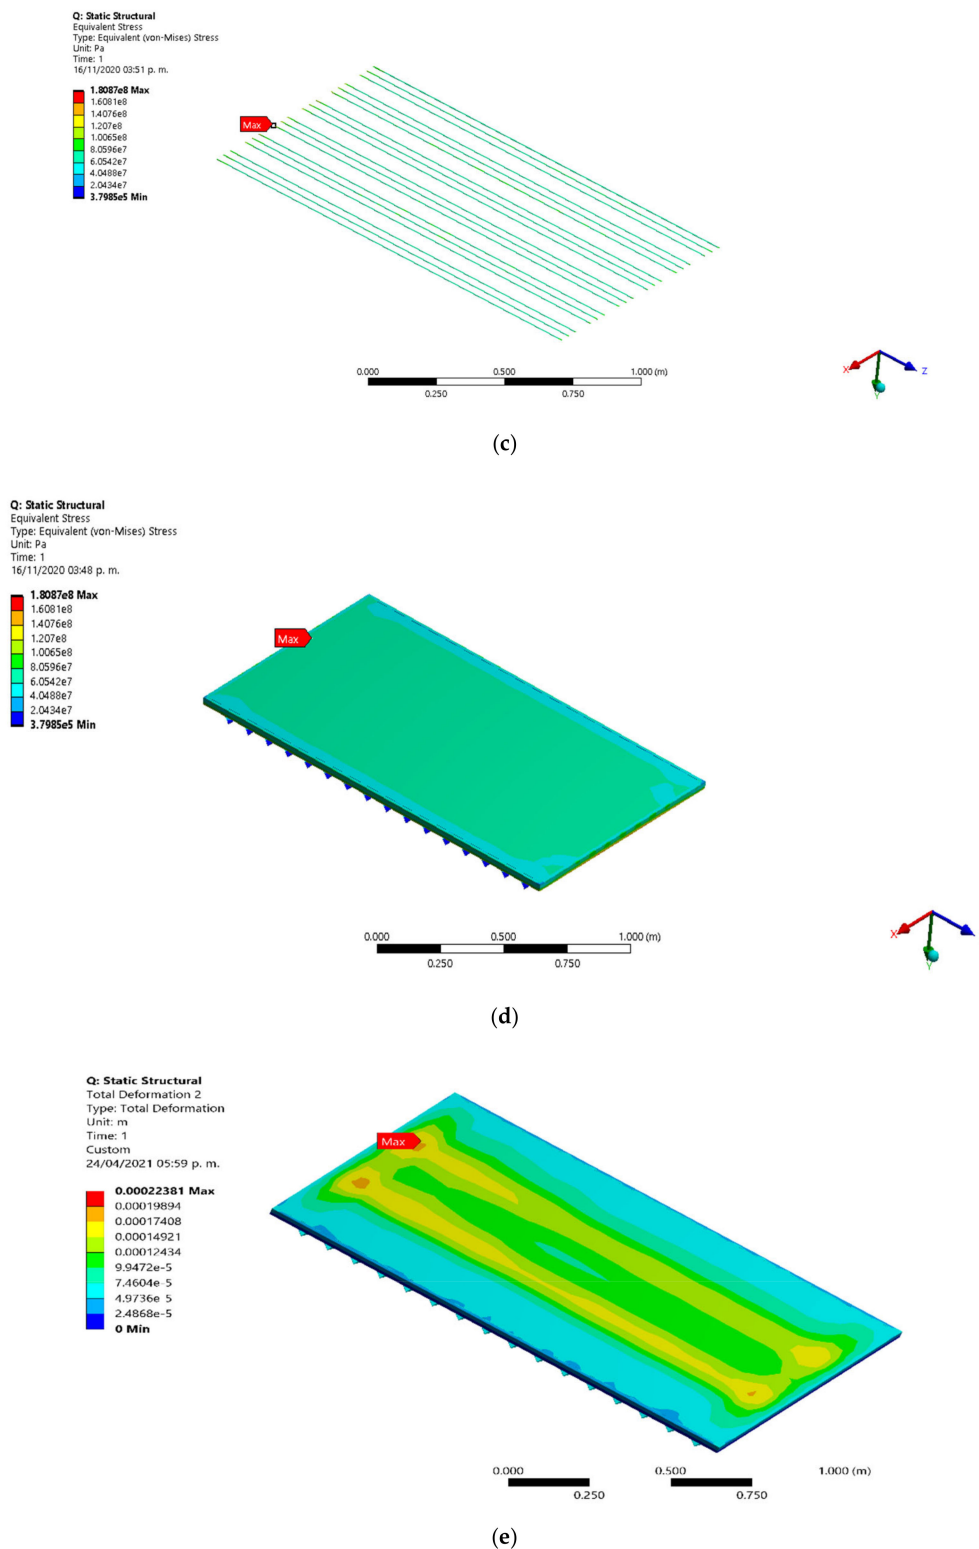 Q: Static Structural
Equivalent Stress
Type: Equivalent (von-Mises) Stress
Unit: Pa
Time: 1
16/11/2020 03:51 p. m.
1.8087e8 Max
1.6081e8
1.4076e8
1.207e8
1.0065e8
8.0596e7
6.0542e7
4.0488e7
2.0434e7
3.7985e5 Min
Max
0.000 0.500 1.000 (m)
0.250 0.750
X Y Z
(c)
Q: Static Structural
Equivalent Stress
Type: Equivalent (von-Mises) Stress
Unit: Pa
Time: 1
16/11/2020 03:48 p. m.
1.8087e8 Max
1.6081e8
1.4076e8
1.207e8
1.0065e8
8.0596e7
6.0542e7
4.0488e7
2.0434e7
3.7985e5 Min
Max
0.000 0.500 1.000 (m)
0.250 0.750
X Y
(d)
Q: Static Structural
Total Deformation 2
Type: Total Deformation
Unit: m
Time: 1
Custom
24/04/2021 05:59 p. m.
0.00022381 Max
0.00019894
0.00017408
0.00014921
0.00012434
9.9472e-5
7.4604e-5
4.9736e-5
2.4868e-5
0 Min
Max
0.000 0.500 1.000 (m)
0.250 0.750
(e)